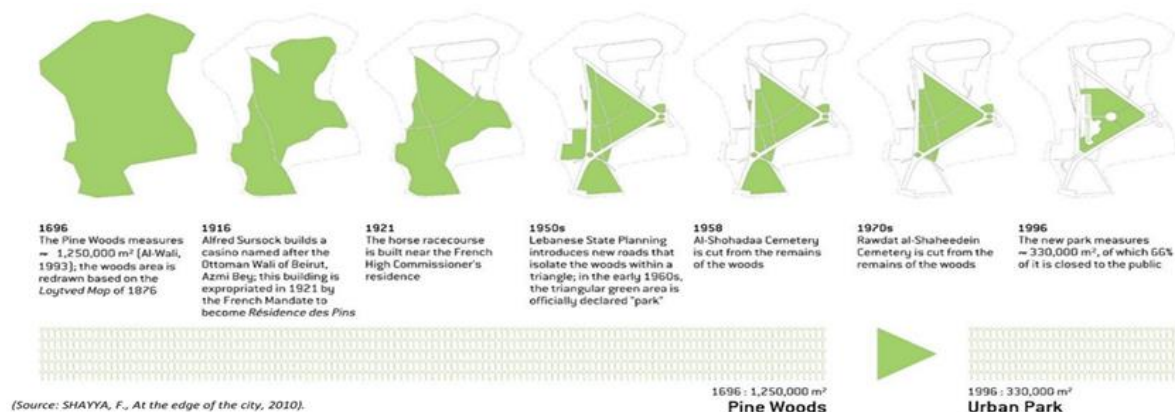 1696
The Pine Woods measures
≈ 1,250,000 m² (Al-Wali,
1993); the woods area is
redrawn based on the
Loytved Map of 1876
1916
Alfred Sursock builds a
casino named after the
Ottoman Wali of Beirut,
Azmi Bey; this building is
expropriated in 1921 by
the French Mandate to
become Résidence des Pins
1921
The horse racecourse
is built near the French
High Commissioner's
residence
1950s
Lebanese State Planning
introduces new roads that
isolate the woods within a
triangle; in the early 1960s,
the triangular green area is
officially declared "park"
1958
Al-Shohadaa Cemetery
is cut from the remains
of the woods
1970s
Rawdat al-Shaheedein
Cemetery is cut from the
remains of the woods
1996
The new park measures
≈ 330,000 m², of which 66%
of it is closed to the public
1696 : 1,250,000 m²
Pine Woods
1996 : 330,000 m²
Urban Park
(Source: SHAYYA, F., At the edge of the city, 2010).